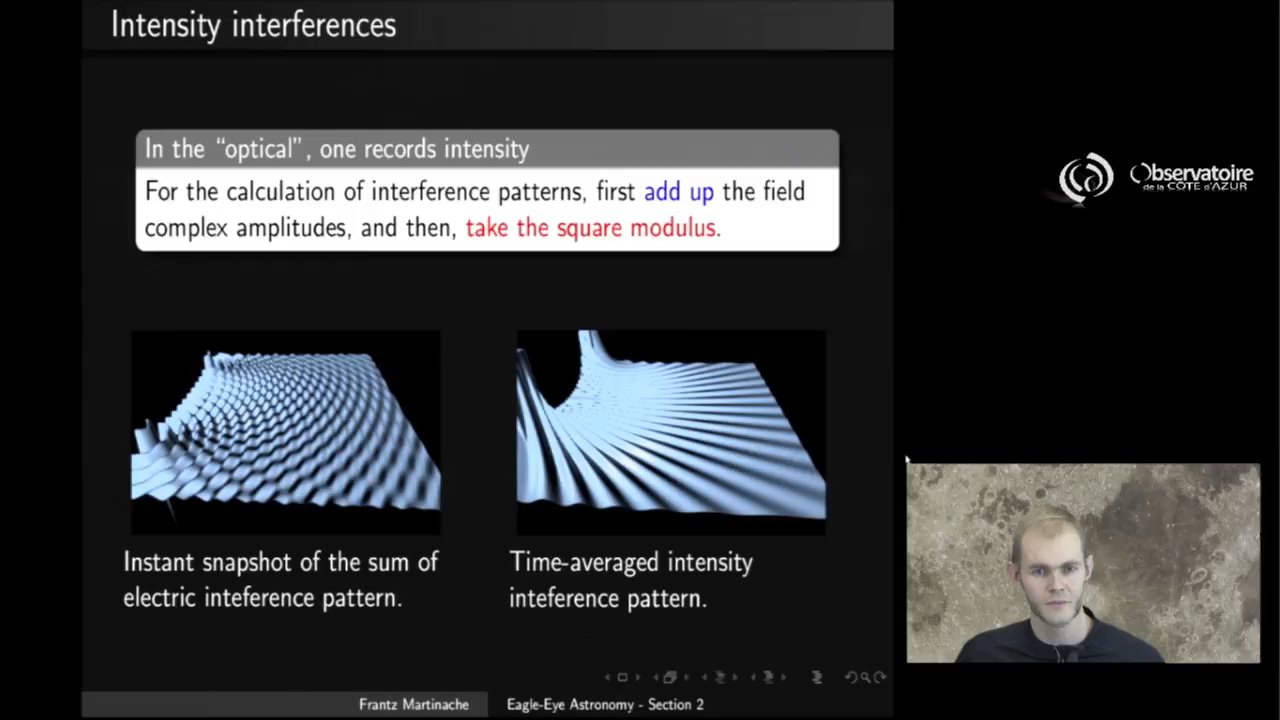 Intensity interferences
In the “optical”, one records intensity
For the calculation of interference patterns, first add up the field
complex amplitudes, and then, take the square modulus.
Instant snapshot of the sum of
electric inteference pattern.
Time-averaged intensity
inteference pattern.
Frantz Martinache
Eagle-Eye Astronomy - Section 2
Observatoire
de la CÔTE d'AZUR